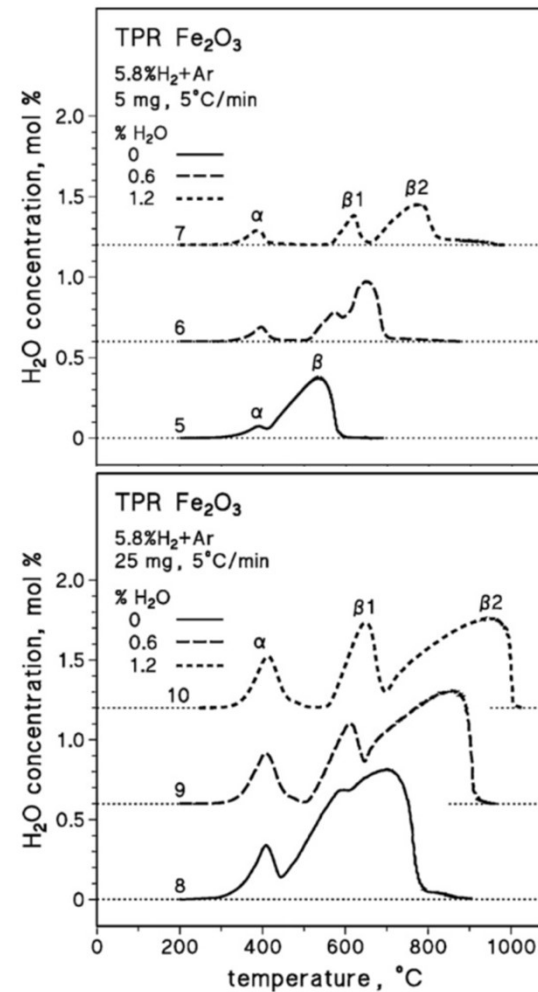 TPR Fe₂O₃
5.8%H₂+Ar
5 mg, 5°C/min
% H₂O
0
0.6
1.2
2.0
1.5
1.0
0.5
0
H₂O concentration, mol %
α
β1
β2
7
6
β
α
5
TPR Fe₂O₃
5.8%H₂+Ar
25 mg, 5°C/min
% H₂O
0
0.6
1.2
2.0
1.5
1.0
0.5
0
H₂O concentration, mol %
α
β1
β2
10
9
8
0 200 400 600 800 1000
temperature, °C